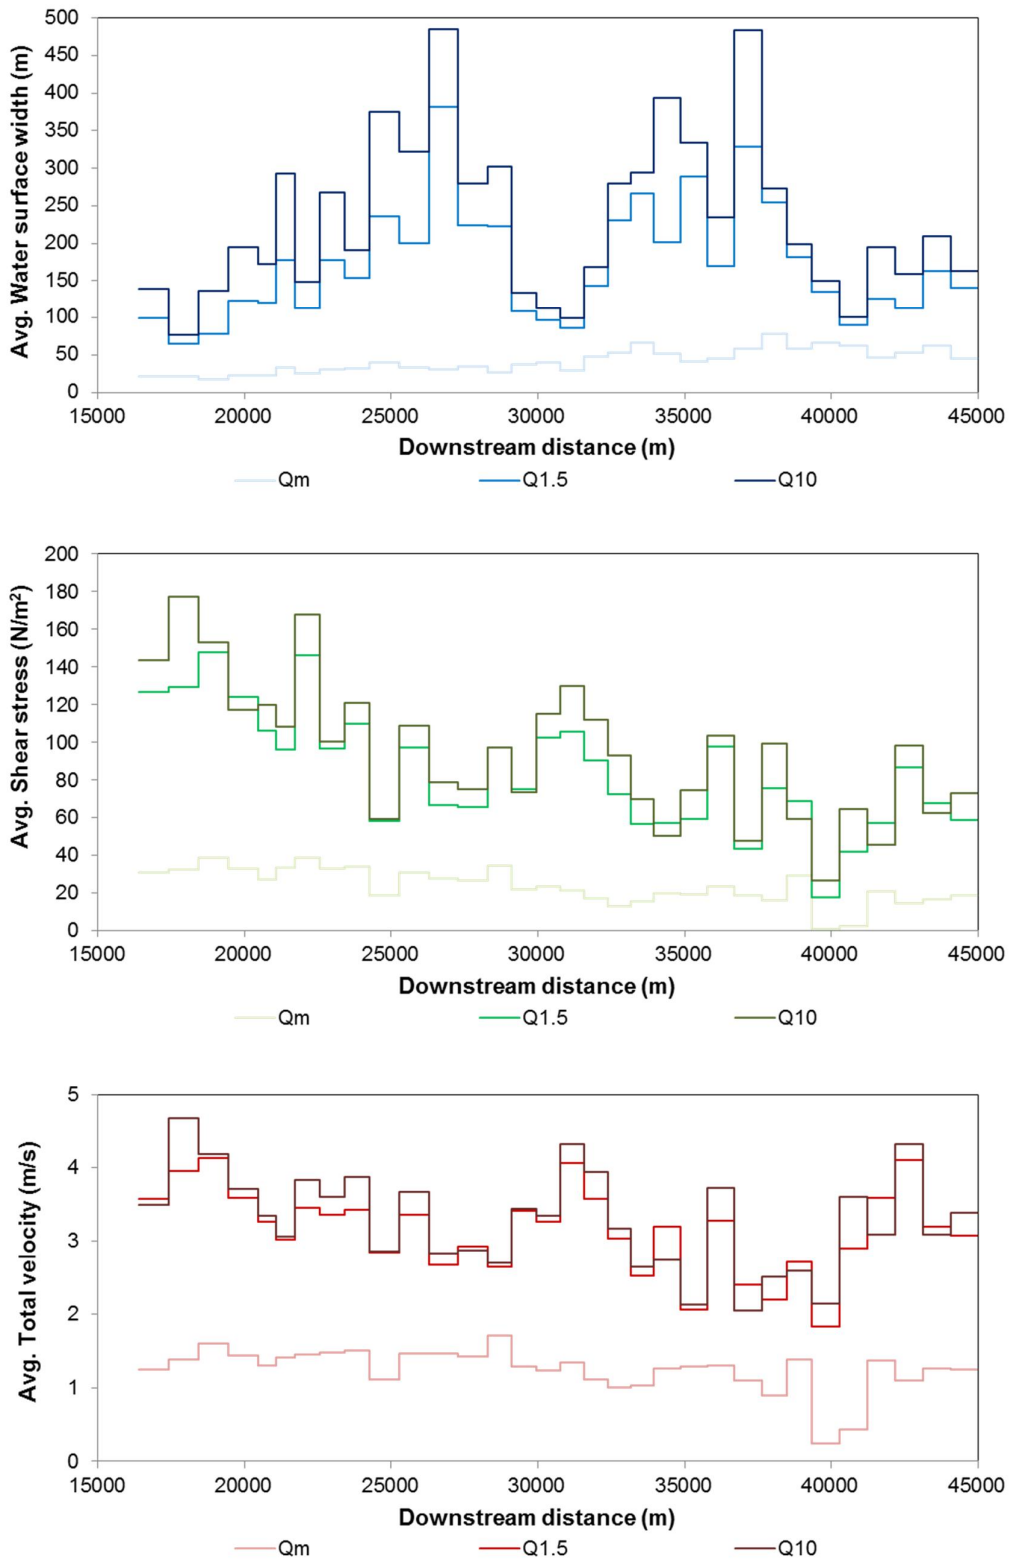 Avg. Water surface width (m)
500
450
400
350
300
250
200
150
100
50
0
15000 20000 25000 30000 35000 40000 45000
Downstream distance (m)
Qm Q1.5 Q10
Avg. Shear stress (N/m²)
200
180
160
140
120
100
80
60
40
20
0
15000 20000 25000 30000 35000 40000 45000
Downstream distance (m)
Qm Q1.5 Q10
Avg. Total velocity (m/s)
5
4
3
2
1
0
15000 20000 25000 30000 35000 40000 45000
Downstream distance (m)
Qm Q1.5 Q10